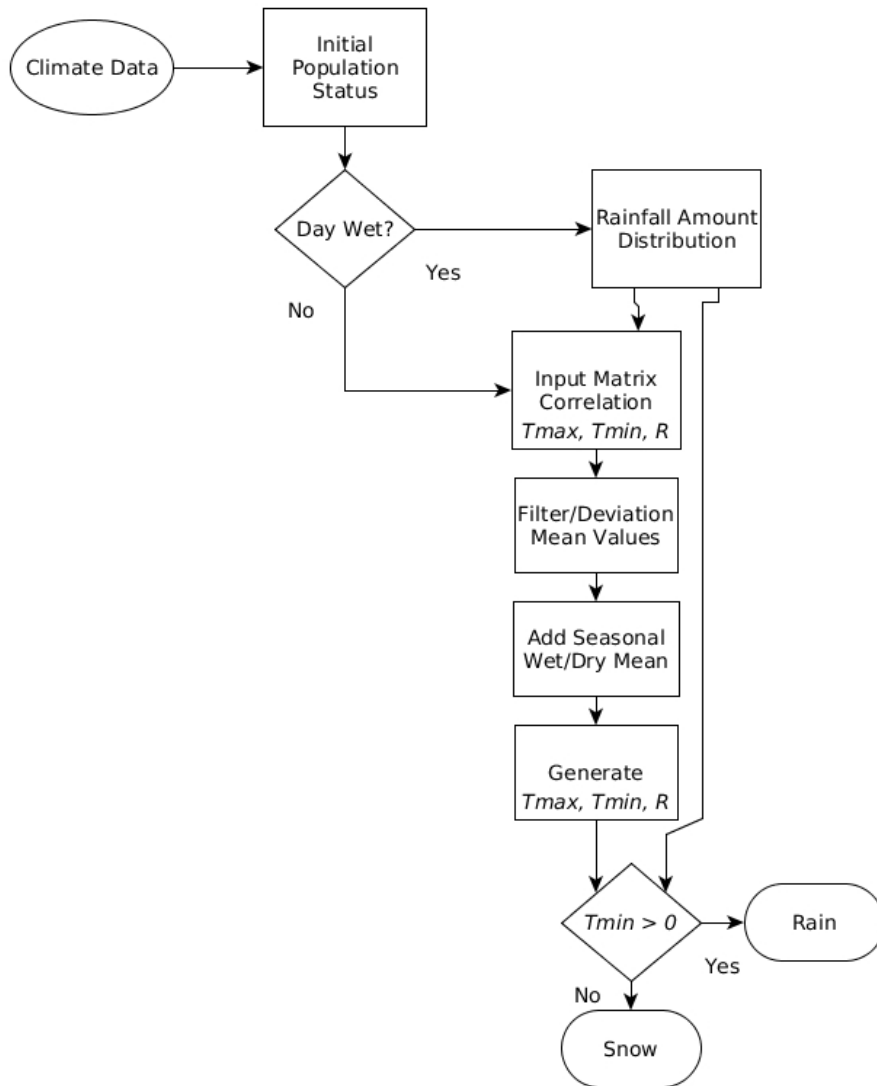 Climate Data
Initial
Population
Status
Day Wet?
Yes
No
Rainfall Amount
Distribution
Input Matrix
Correlation
Tmax, Tmin, R
Filter/Deviation
Mean Values
Add Seasonal
Wet/Dry Mean
Generate
Tmax, Tmin, R
Tmin > 0
Yes
Rain
No
Snow